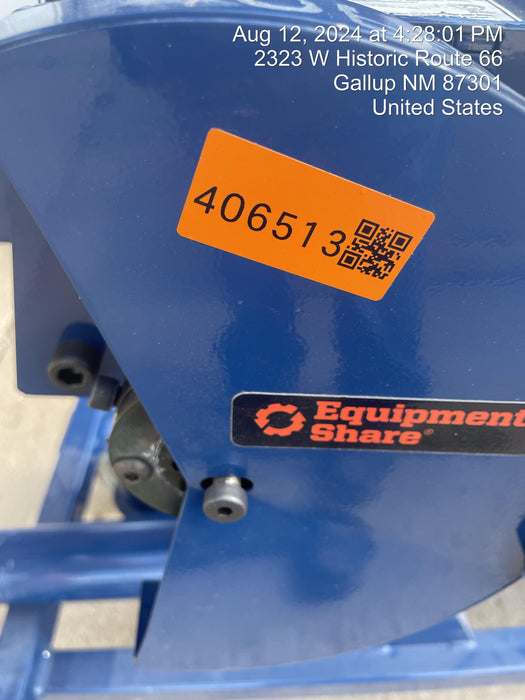 Aug 12, 2024 at 4:28:01 PM
2323 W Historic Route 66
Gallup NM 87301
United States
406513
Equipment
Share®